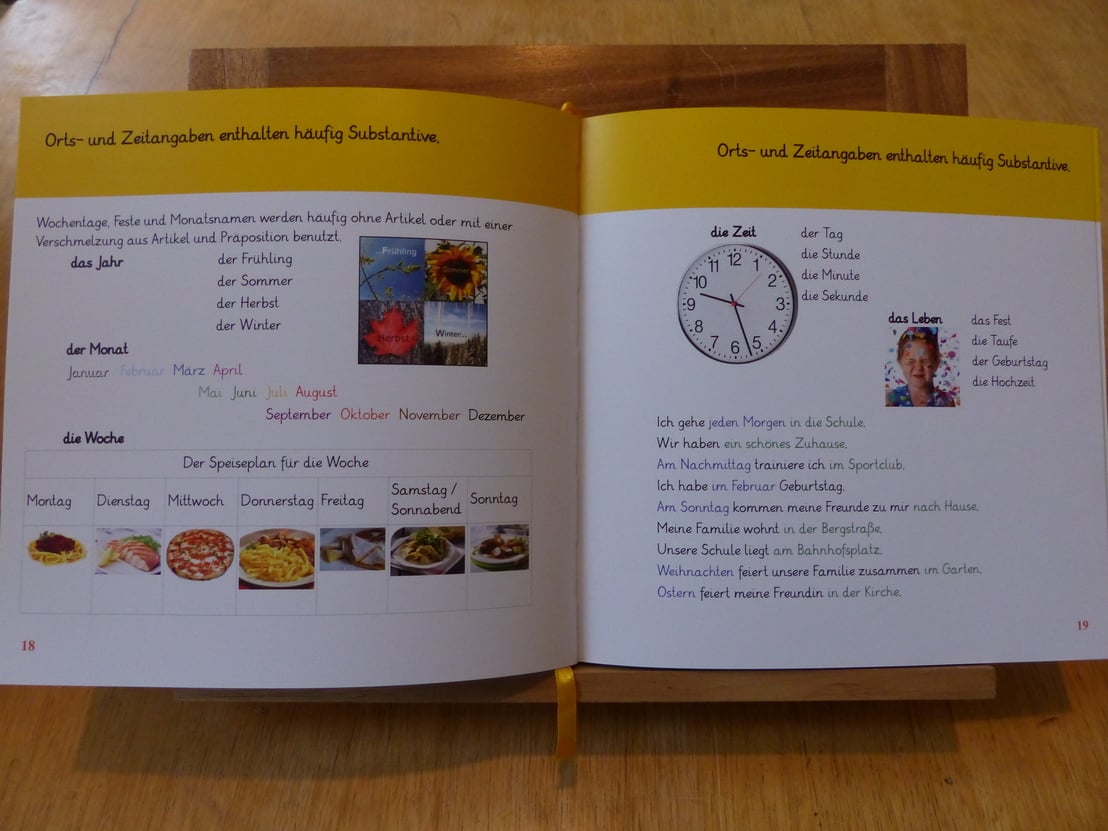 Orts- und Zeitangaben enthalten häufig Substantive.
Wochentage, Feste und Monatsnamen werden häufig ohne Artikel oder mit einer
Verschmelzung aus Artikel und Präposition benutzt.
das Jahr
der Frühling
der Sommer
der Herbst
der Winter
...Frühling
Sommer
Herbst
Winter...
der Monat
Januar Februar März April
Mai Juni Juli August
September Oktober November Dezember
die Woche
Der Speiseplan für die Woche
Montag Dienstag Mittwoch Donnerstag Freitag Samstag / Sonnabend Sonntag
18
Orts- und Zeitangaben enthalten häufig Substantive.
die Zeit
12 1 2 3 4 5 6 7 8 9 10 11
der Tag
die Stunde
die Minute
die Sekunde
das Leben
das Fest
die Taufe
der Geburtstag
die Hochzeit
Ich gehe jeden Morgen in die Schule.
Wir haben ein schönes Zuhause.
Am Nachmittag trainiere ich im Sportclub.
Ich habe im Februar Geburtstag.
Am Sonntag kommen meine Freunde zu mir nach Hause.
Meine Familie wohnt in der Bergstraße.
Unsere Schule liegt am Bahnhofsplatz.
Weihnachten feiert unsere Familie zusammen im Garten.
Ostern feiert meine Freundin in der Kirche.
19